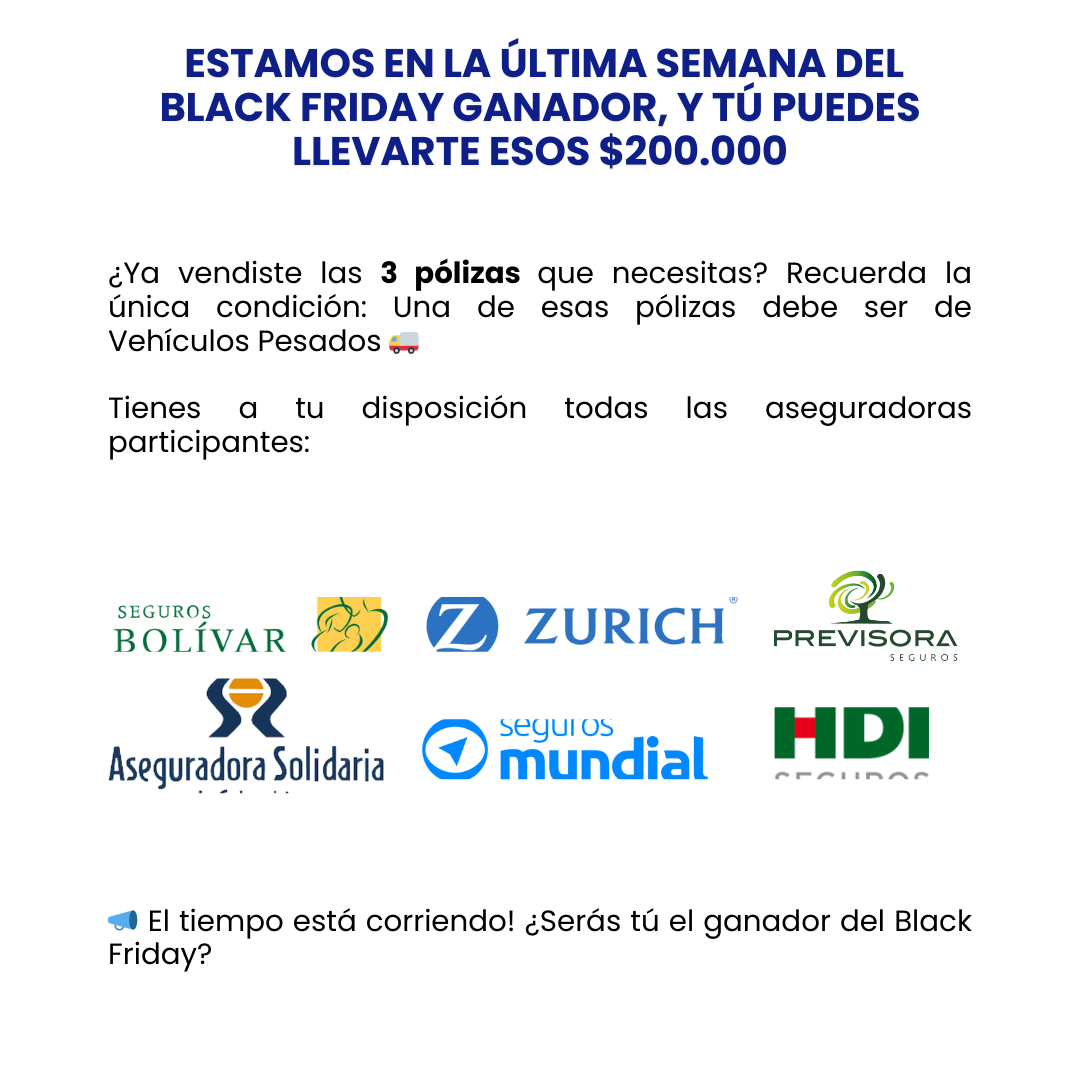 ESTAMOS EN LA ÚLTIMA SEMANA DEL
BLACK FRIDAY GANADOR, Y TÚ PUEDES
LLEVARTE ESOS $200.000
¿Ya vendiste las 3 pólizas que necesitas? Recuerda la
única condición: Una de esas pólizas debe ser de
Vehículos Pesados 🚚
Tienes a tu disposición todas las aseguradoras
participantes:
SEGUROS
BOLÍVAR
Z ZURICH®
PREVISORA
SEGUROS
Aseguradora Solidaria
seguros
mundial
HDI
SEGUROS
📣 El tiempo está corriendo! ¿Serás tú el ganador del Black
Friday?